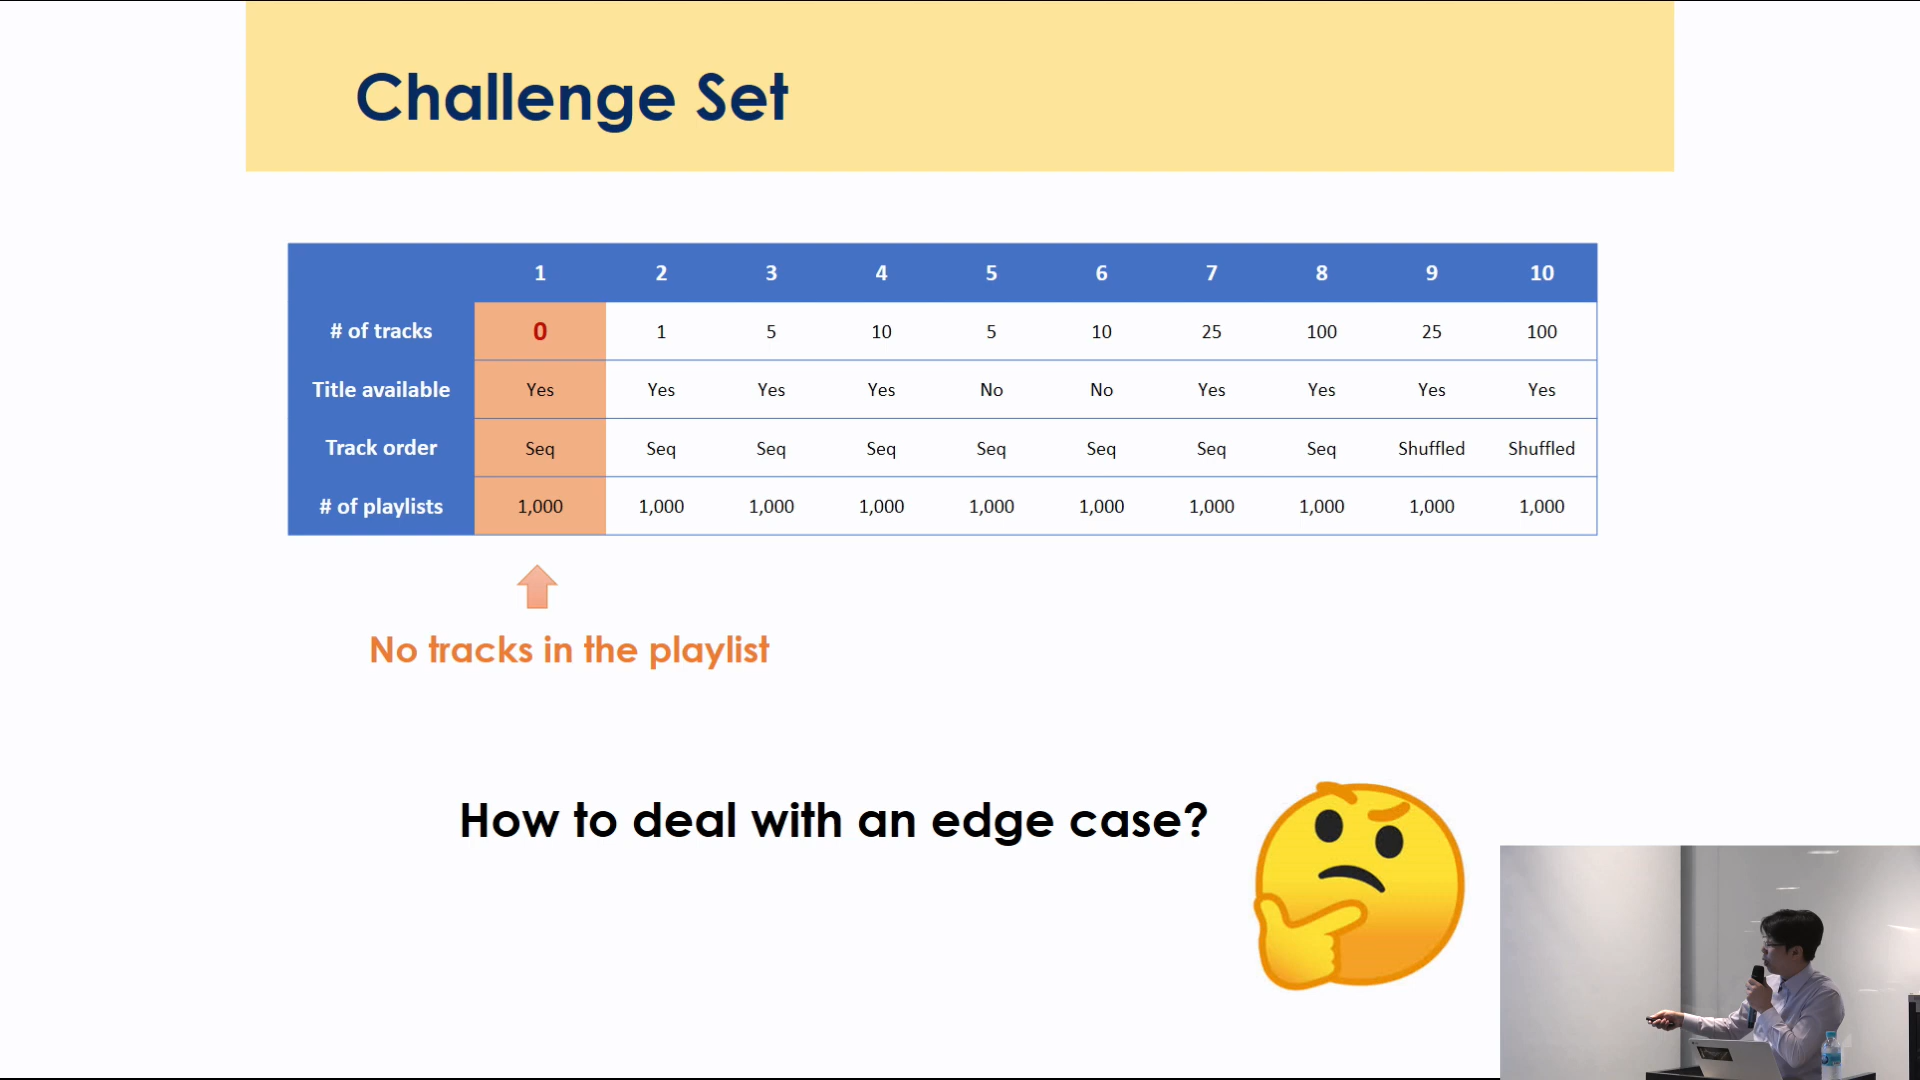 Challenge Set
1 2 3 4 5 6 7 8 9 10
# of tracks 0 1 5 10 5 10 25 100 25 100
Title available Yes Yes Yes Yes No No Yes Yes Yes Yes
Track order Seq Seq Seq Seq Seq Seq Seq Seq Shuffled Shuffled
# of playlists 1,000 1,000 1,000 1,000 1,000 1,000 1,000 1,000 1,000 1,000
No tracks in the playlist
How to deal with an edge case?